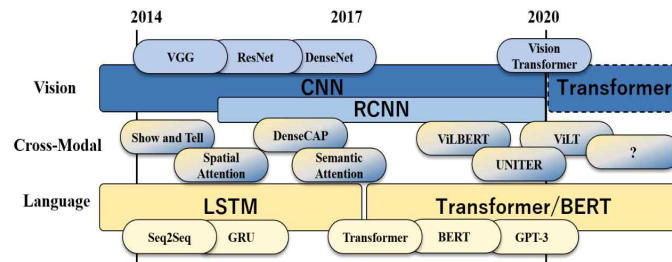 2014 2017 2020
VGG ResNet DenseNet Vision
Transformer
Vision CNN Transformer
RCNN
Cross-Modal Show and Tell DenseCAP ViLBERT ViLT ?
Spatial
Attention Semantic
Attention UNITER
Language LSTM Transformer/BERT
Seq2Seq GRU Transformer BERT GPT-3